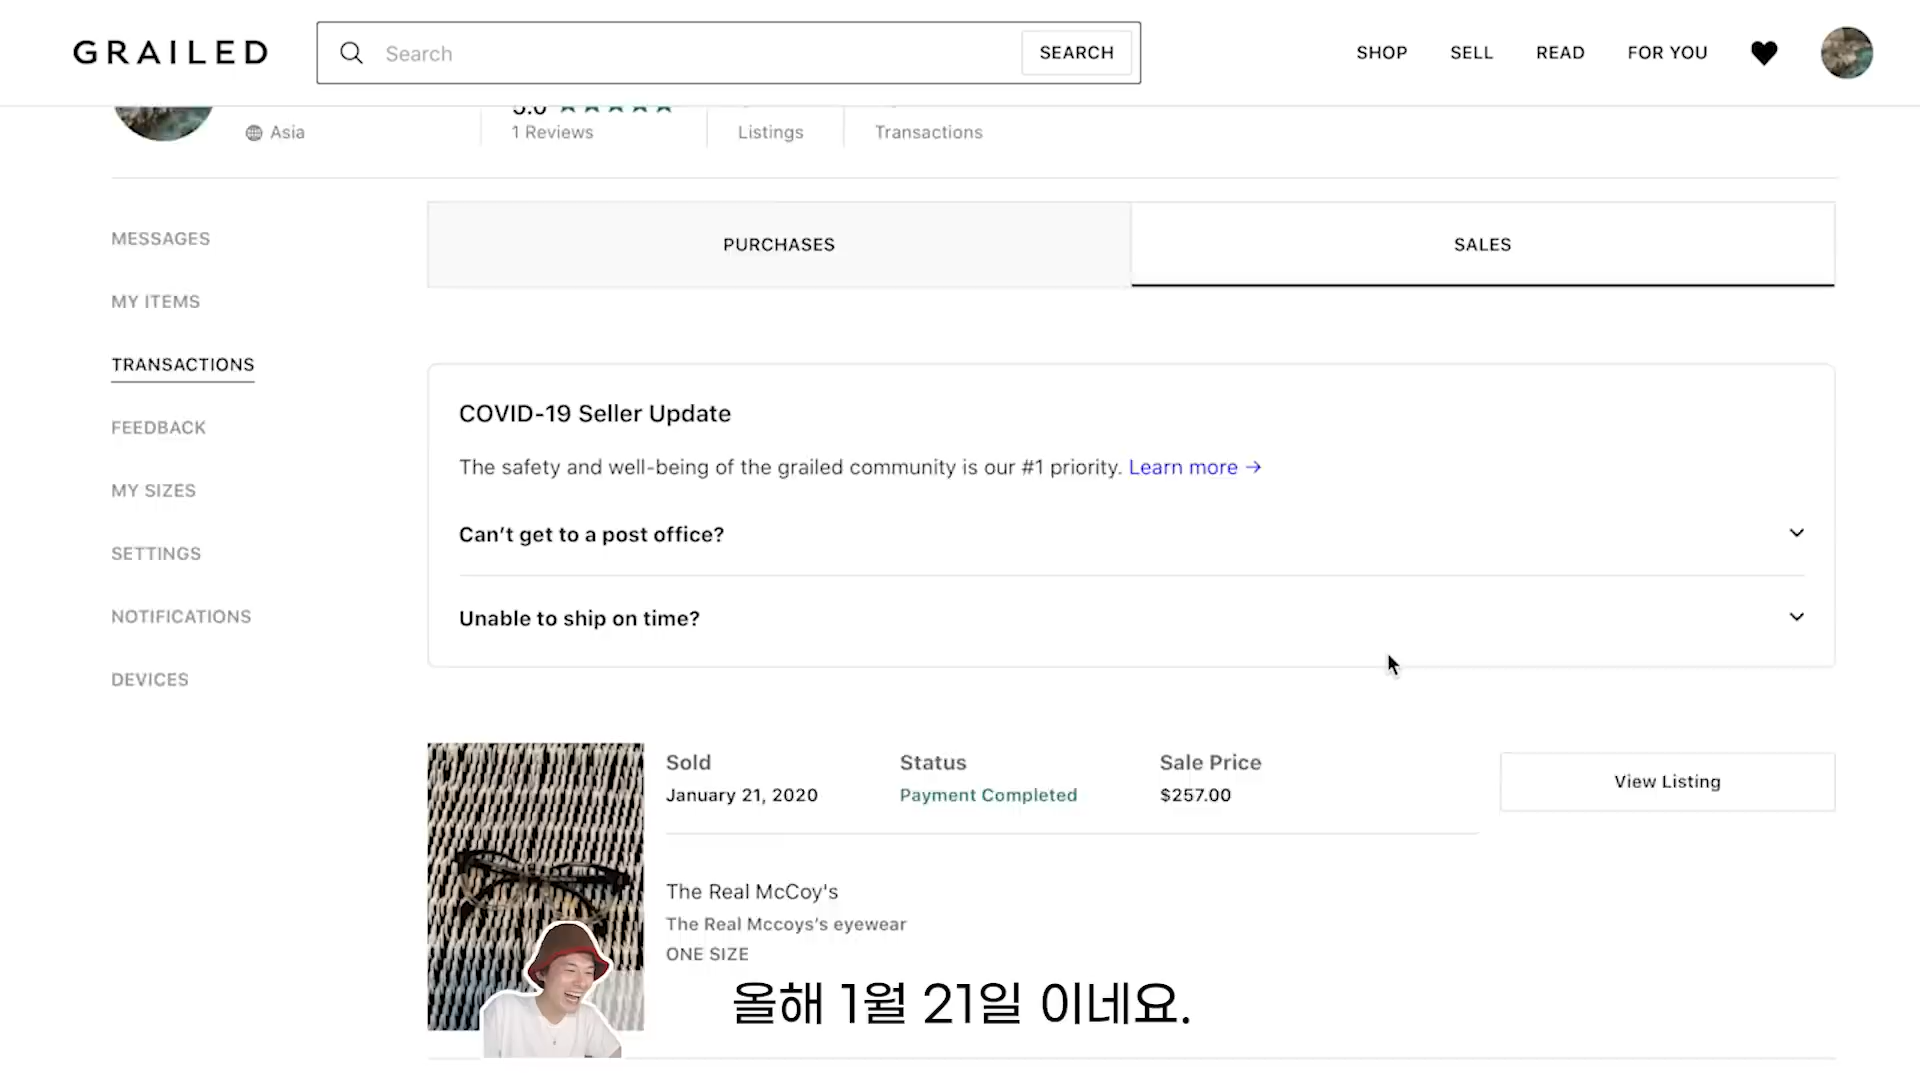 GRAILED
Search
SEARCH
SHOP
SELL
READ
FOR YOU
5.0
Asia
1 Reviews
Listings
Transactions
MESSAGES
MY ITEMS
TRANSACTIONS
FEEDBACK
MY SIZES
SETTINGS
NOTIFICATIONS
DEVICES
PURCHASES
SALES
COVID-19 Seller Update
The safety and well-being of the grailed community is our #1 priority. Learn more →
Can’t get to a post office?
Unable to ship on time?
Sold
January 21, 2020
Status
Payment Completed
Sale Price
$257.00
View Listing
The Real McCoy's
The Real Mccoys's eyewear
ONE SIZE
올해 1월 21일 이네요.